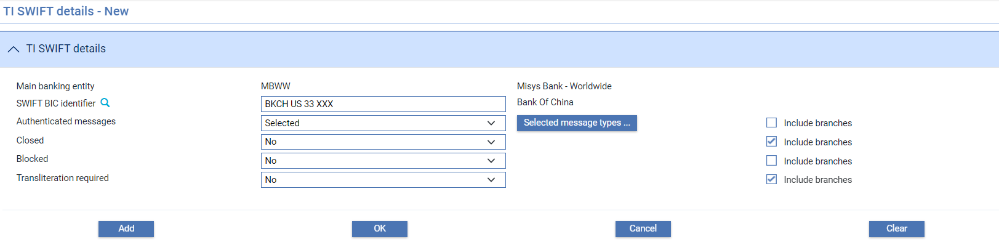 TI SWIFT details - New
TI SWIFT details
Main banking entity MBWW Misys Bank - Worldwide
SWIFT BIC identifier BKCH US 33 XXX Bank Of China
Authenticated messages Selected Selected message types ... Include branches
Closed No Include branches
Blocked No Include branches
Transliteration required No Include branches
Add OK Cancel Clear